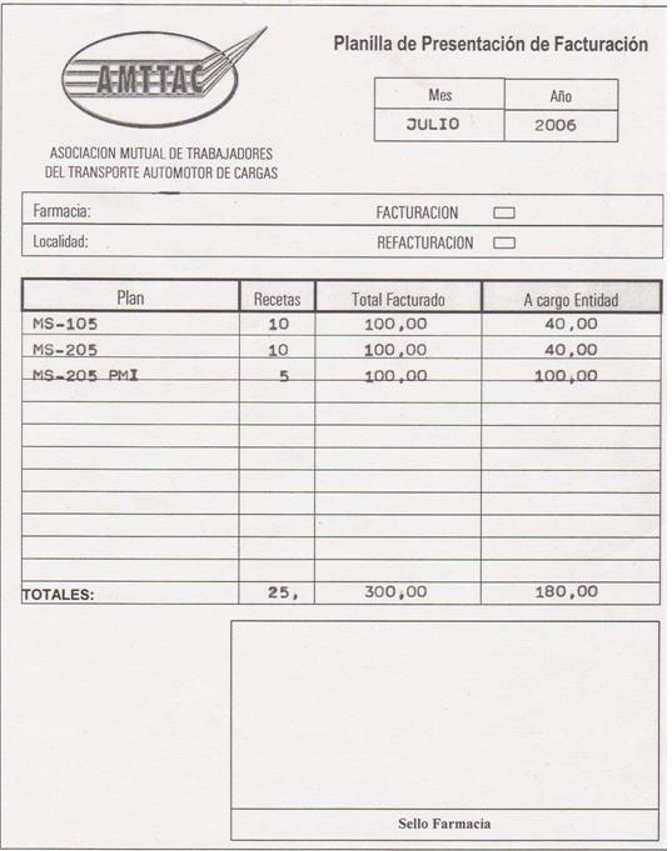 AMTTAC
Planilla de Presentación de Facturación
Mes Año
JULIO 2006
ASOCIACION MUTUAL DE TRABAJADORES
DEL TRANSPORTE AUTOMOTOR DE CARGAS
Farmacia: FACTURACION
Localidad: REFACTURACION
Plan Recetas Total Facturado A cargo Entidad
MS-105 10 100,00 40,00
MS-205 10 100,00 40,00
MS-205 PMI 5 100,00 100,00
TOTALES: 25, 300,00 180,00
Sello Farmacia